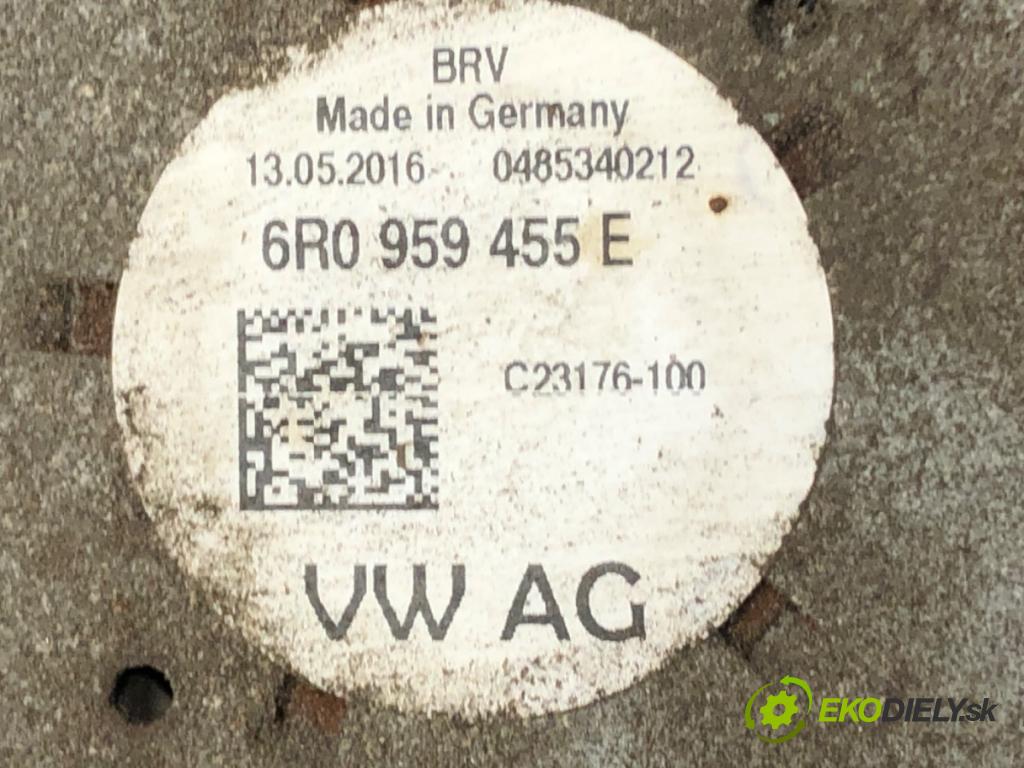 BRV
Made in Germany
13.05.2016 0485340212
6R0 959 455 E
C23176-100
VW AG
EKODIELY.sk